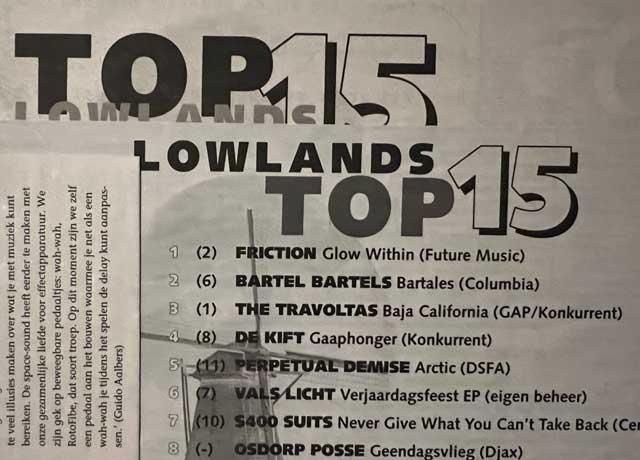 TOP 15
LOWLANDS
LOWLANDS
TOP 15
1 (2) FRICTION Glow Within (Future Music)
2 (6) BARTEL BARTELS Bartales (Columbia)
3 (1) THE TRAVOLTAS Baja California (GAP/Konkurrent)
4 (8) DE KIFT Gaaphonger (Konkurrent)
5 (11) PERPETUAL DEMISE Arctic (DSFA)
6 (7) VALS LICHT Verjaardagsfeest EP (eigen beheer)
7 (10) S400 SUITS Never Give What You Can't Take Back (Cer
8 (-) OSDORP POSSE Geendagsvlieg (Djax)
te veel illusies maken over wat je met muziek kunt
bereiken. De space-sound heeft eerder te maken met
onze gezamenlijke liefde voor effectapparatuur. We
zijn gek op beweegbare pedaaltjes: wah-wah,
RotoFibe, dat soort troep. Op dit moment zijn we zelf
een pedaal aan het bouwen waarmee je net als een
wah-wah je tijdens het spelen de delay kunt aanpas-
sen.' (Guido Aalbers)